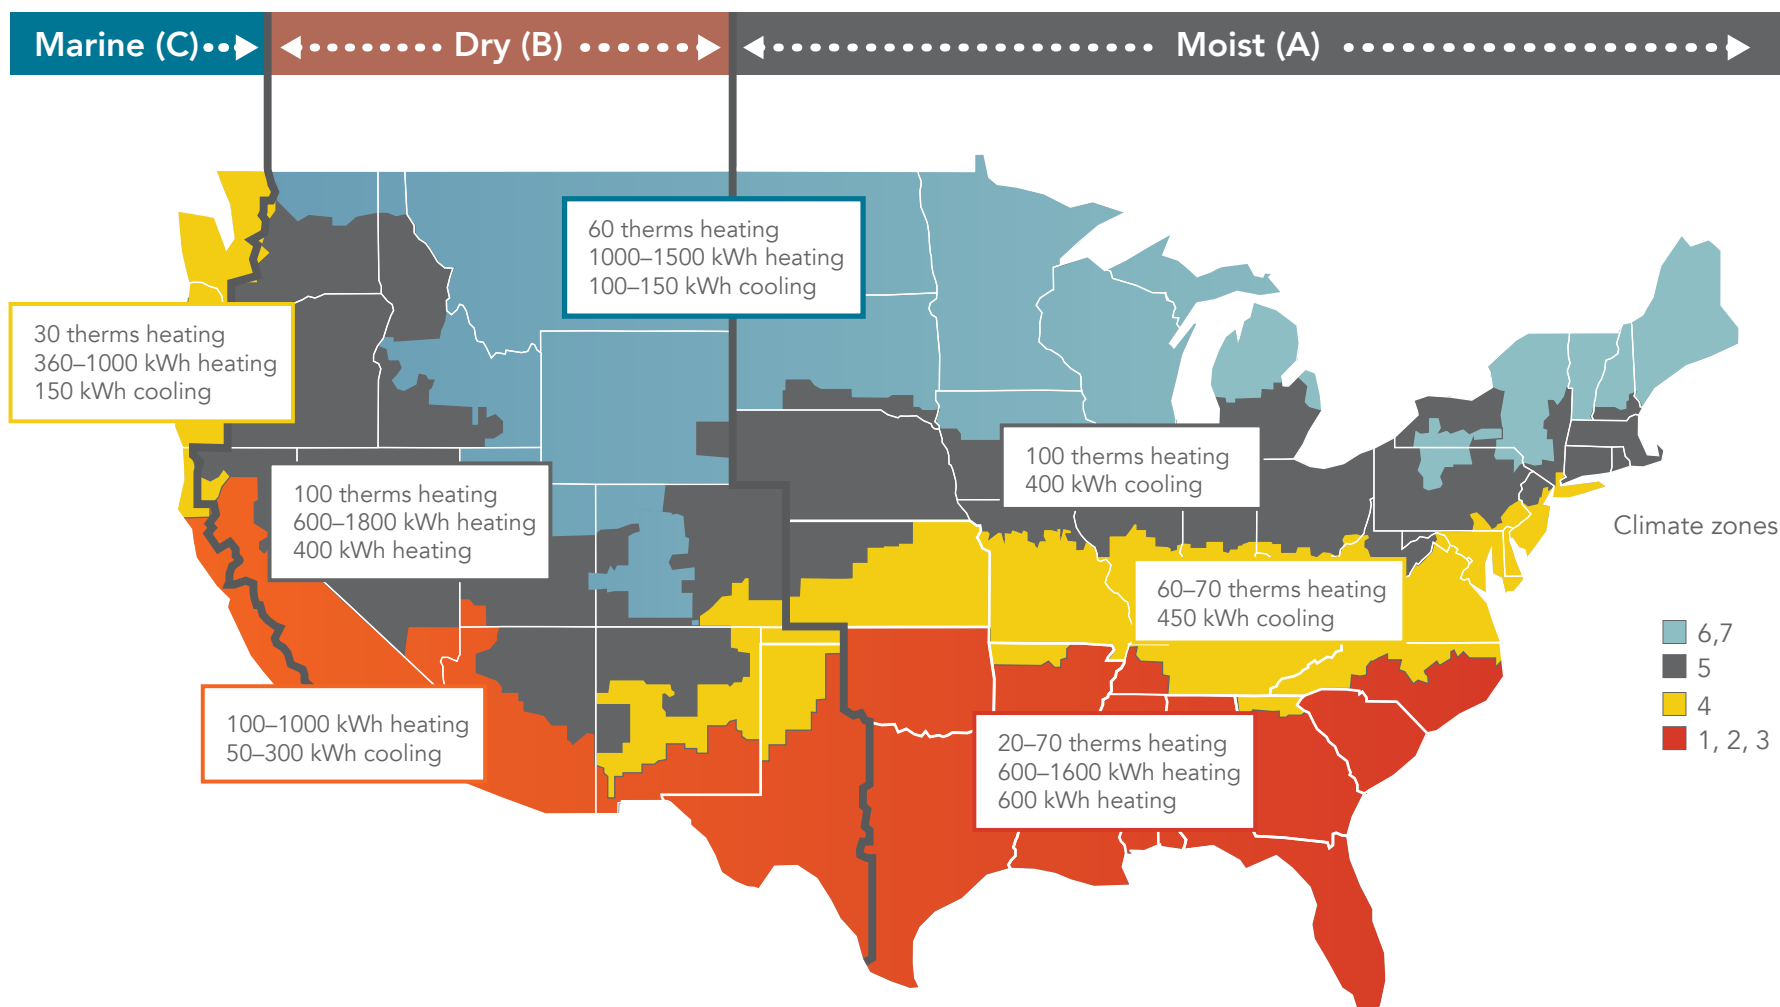 Marine (C)
Dry (B)
Moist (A)
60 therms heating
1000–1500 kWh heating
100–150 kWh cooling
30 therms heating
360–1000 kWh heating
150 kWh cooling
100 therms heating
400 kWh cooling
100 therms heating
600–1800 kWh heating
400 kWh heating
60–70 therms heating
450 kWh cooling
100–1000 kWh heating
50–300 kWh cooling
20–70 therms heating
600–1600 kWh heating
600 kWh heating
Climate zones
6,7
5
4
1, 2, 3